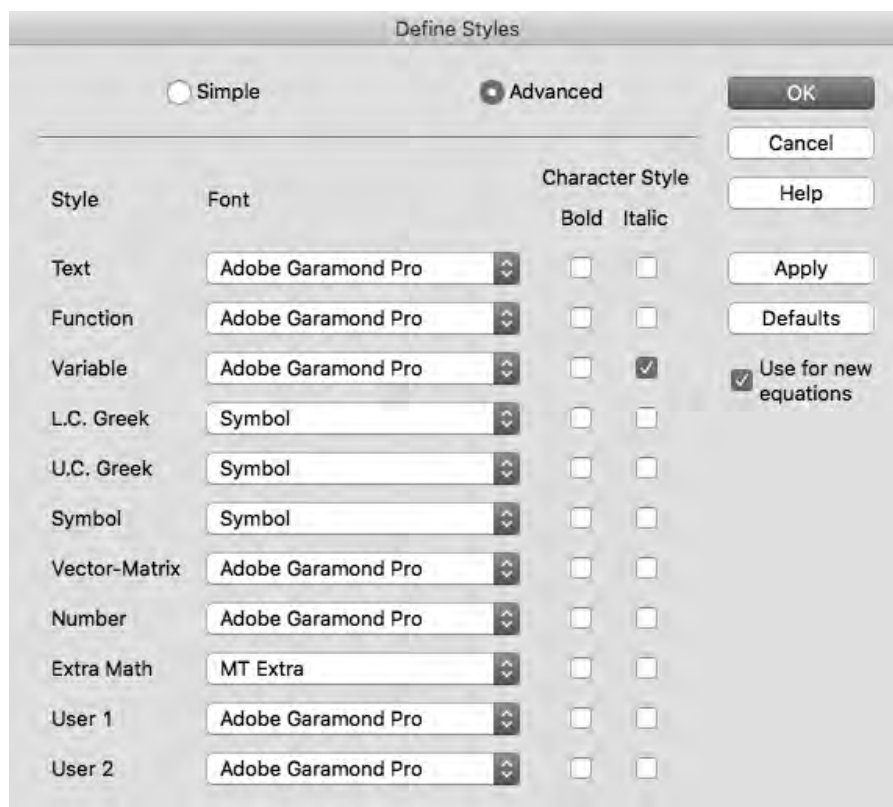 Define Styles
Simple Advanced OK
Cancel
Character Style
Style Font Help
Bold Italic
Text Adobe Garamond Pro Apply
Function Adobe Garamond Pro Defaults
Variable Adobe Garamond Pro Use for new
equations
L.C. Greek Symbol
U.C. Greek Symbol
Symbol Symbol
Vector-Matrix Adobe Garamond Pro
Number Adobe Garamond Pro
Extra Math MT Extra
User 1 Adobe Garamond Pro
User 2 Adobe Garamond Pro